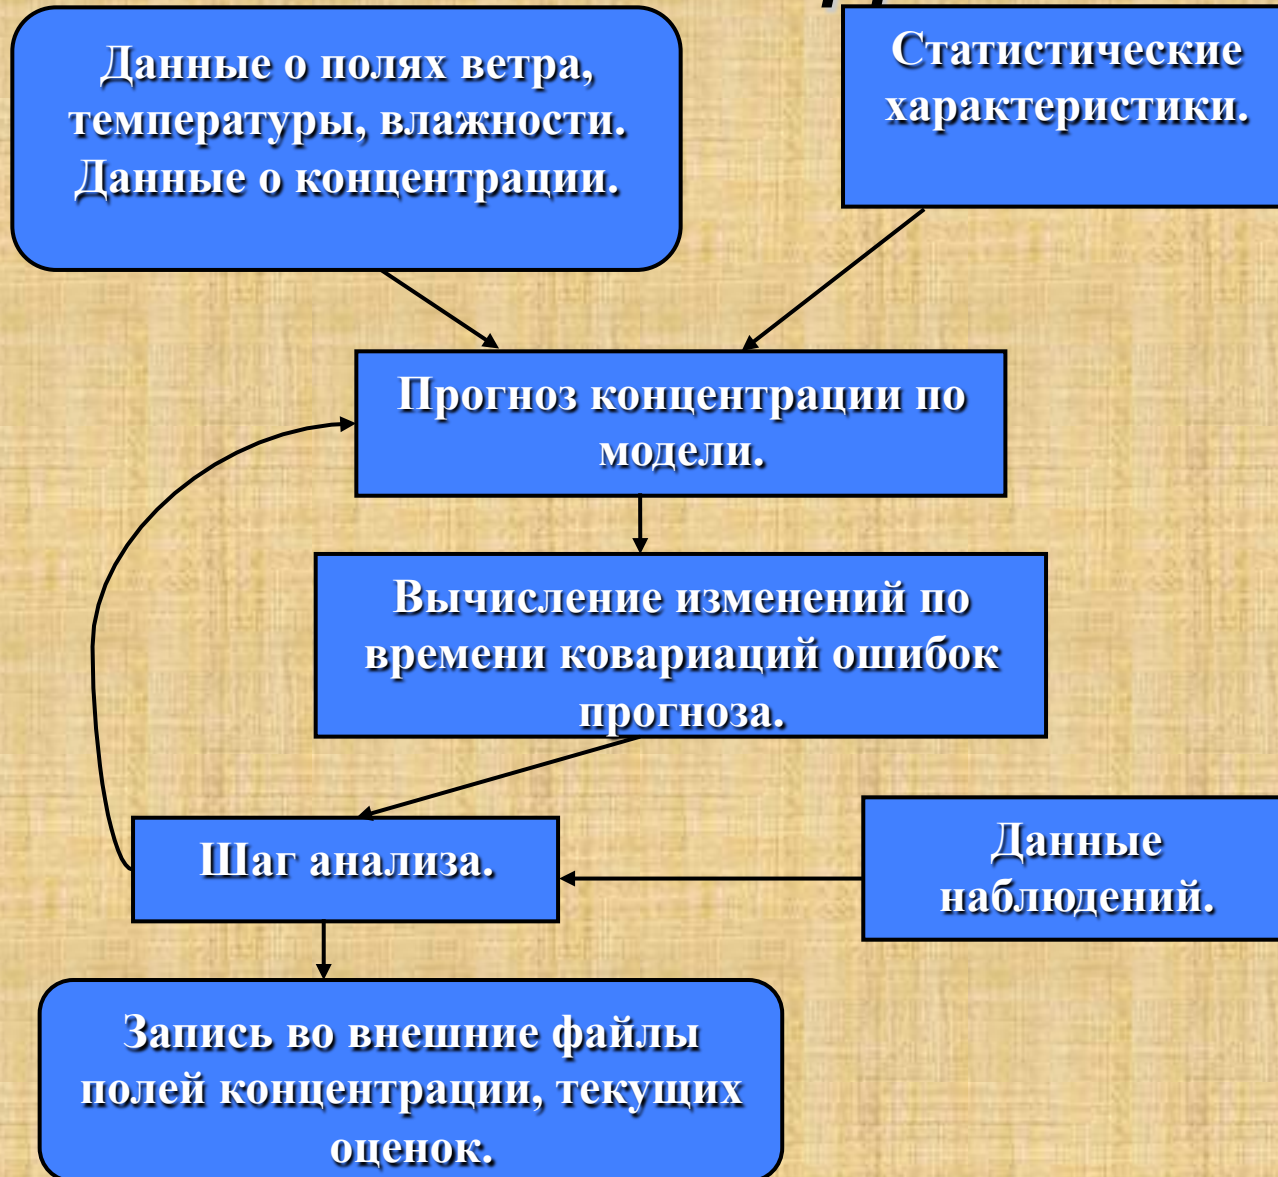 Данные о полях ветра,
температуры, влажности.
Данные о концентрации.
Статистические
характеристики.
Прогноз концентрации по
модели.
Вычисление изменений по
времени ковариаций ошибок
прогноза.
Шаг анализа.
Данные
наблюдений.
Запись во внешние файлы
полей концентрации, текущих
оценок.